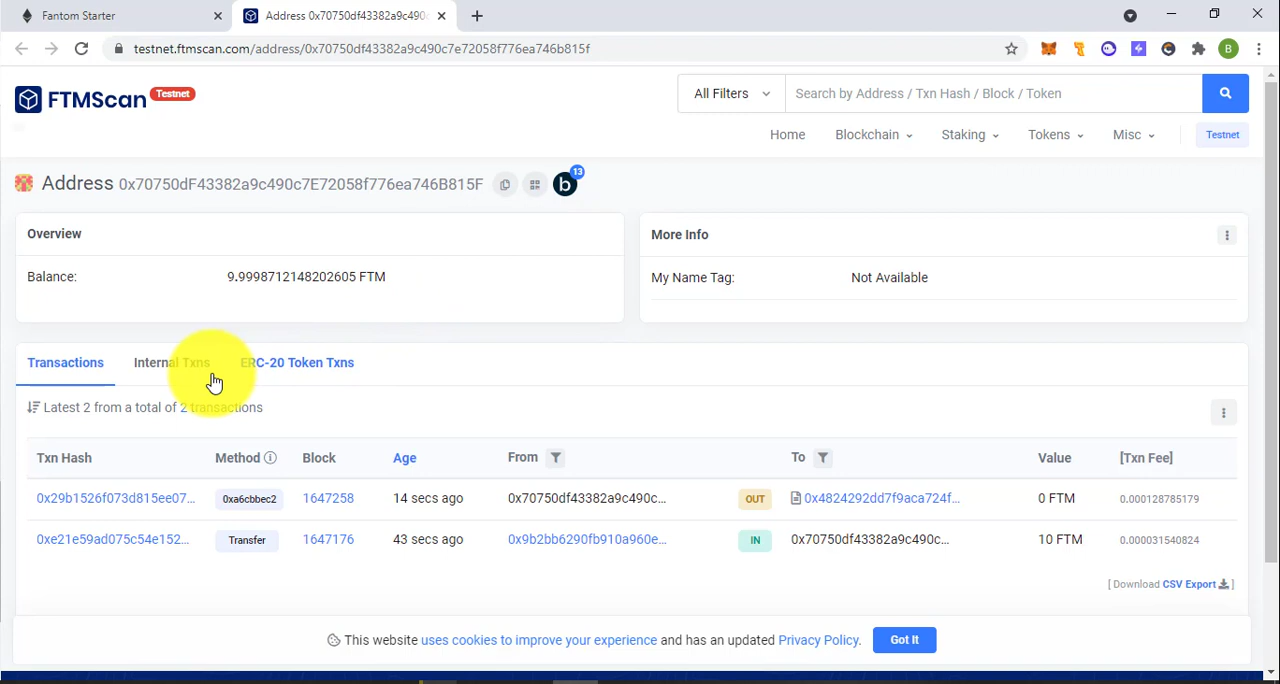 Fantom Starter
Address 0x70750df43382a9c490
B
testnet.ftmscan.com/address/0x70750df43382a9c490c7e72058f776ea746b815f
FTMScan Testnet
All Filters
Search by Address / Txn Hash / Block / Token
Home Blockchain Staking Tokens Misc Testnet
Address 0x70750dF43382a9c490c7E72058f776ea746B815F
b 13
Overview
Balance: 9.9998712148202605 FTM
More Info
My Name Tag: Not Available
Transactions Internal Txns ERC-20 Token Txns
Latest 2 from a total of 2 transactions
Txn Hash Method Block Age From To Value [Txn Fee]
0x29b1526f073d815ee07... 0xa6cbbec2 1647258 14 secs ago 0x70750df43382a9c490c... OUT 0x4824292dd7f9aca724f... 0 FTM 0.000128785179
0xe21e59ad075c54e152... Transfer 1647176 43 secs ago 0x9b2bb6290fb910a960e... IN 0x70750df43382a9c490c... 10 FTM 0.000031540824
[ Download CSV Export ]
This website uses cookies to improve your experience and has an updated Privacy Policy. Got It